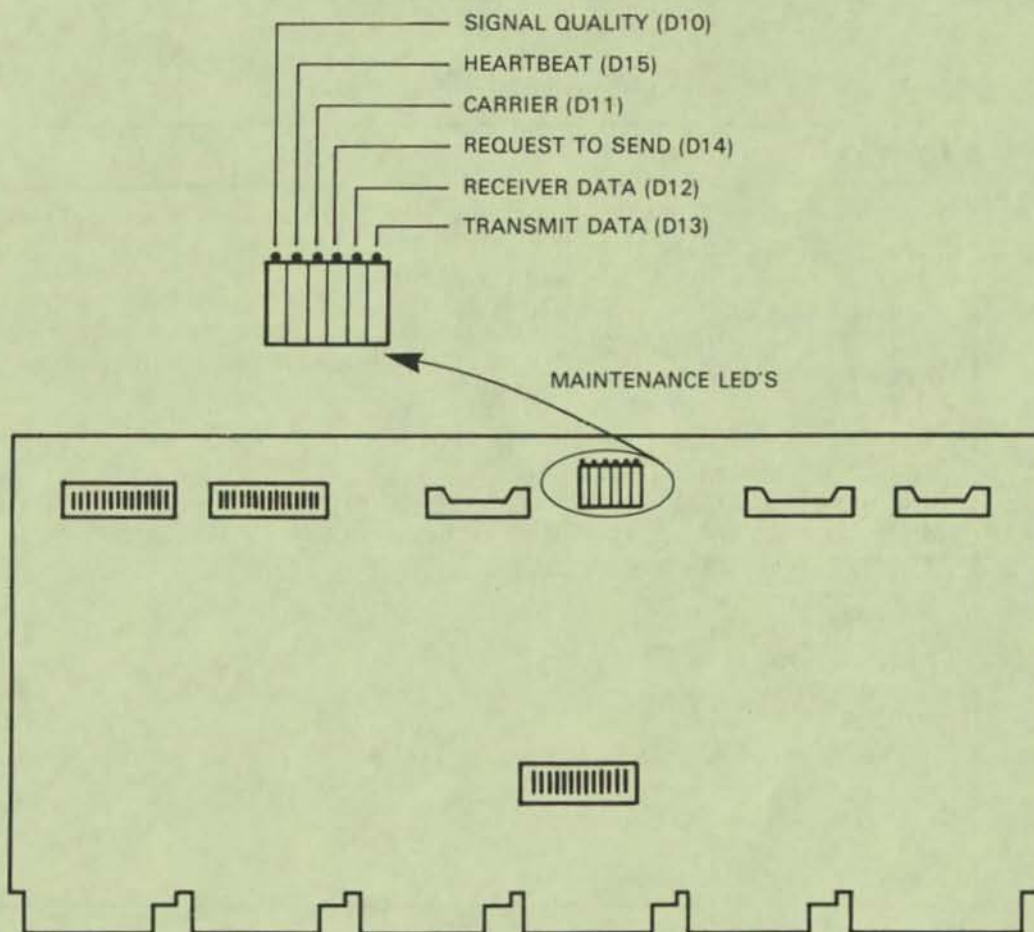 SIGNAL QUALITY (D10)
HEARTBEAT (D15)
CARRIER (D11)
REQUEST TO SEND (D14)
RECEIVER DATA (D12)
TRANSMIT DATA (D13)
MAINTENANCE LED'S